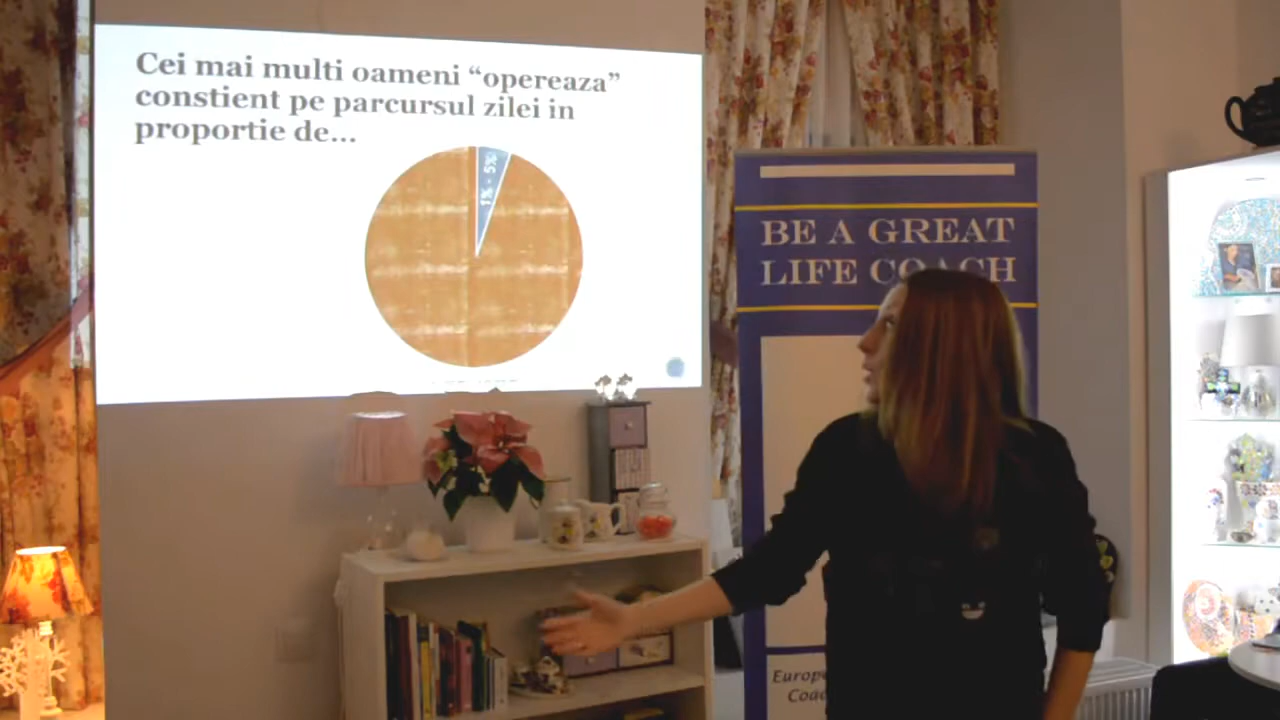 Cei mai multi oameni “opereaza”
constient pe parcursul zilei in
proportie de...
1% - 5%
BE A GREAT
LIFE COACH